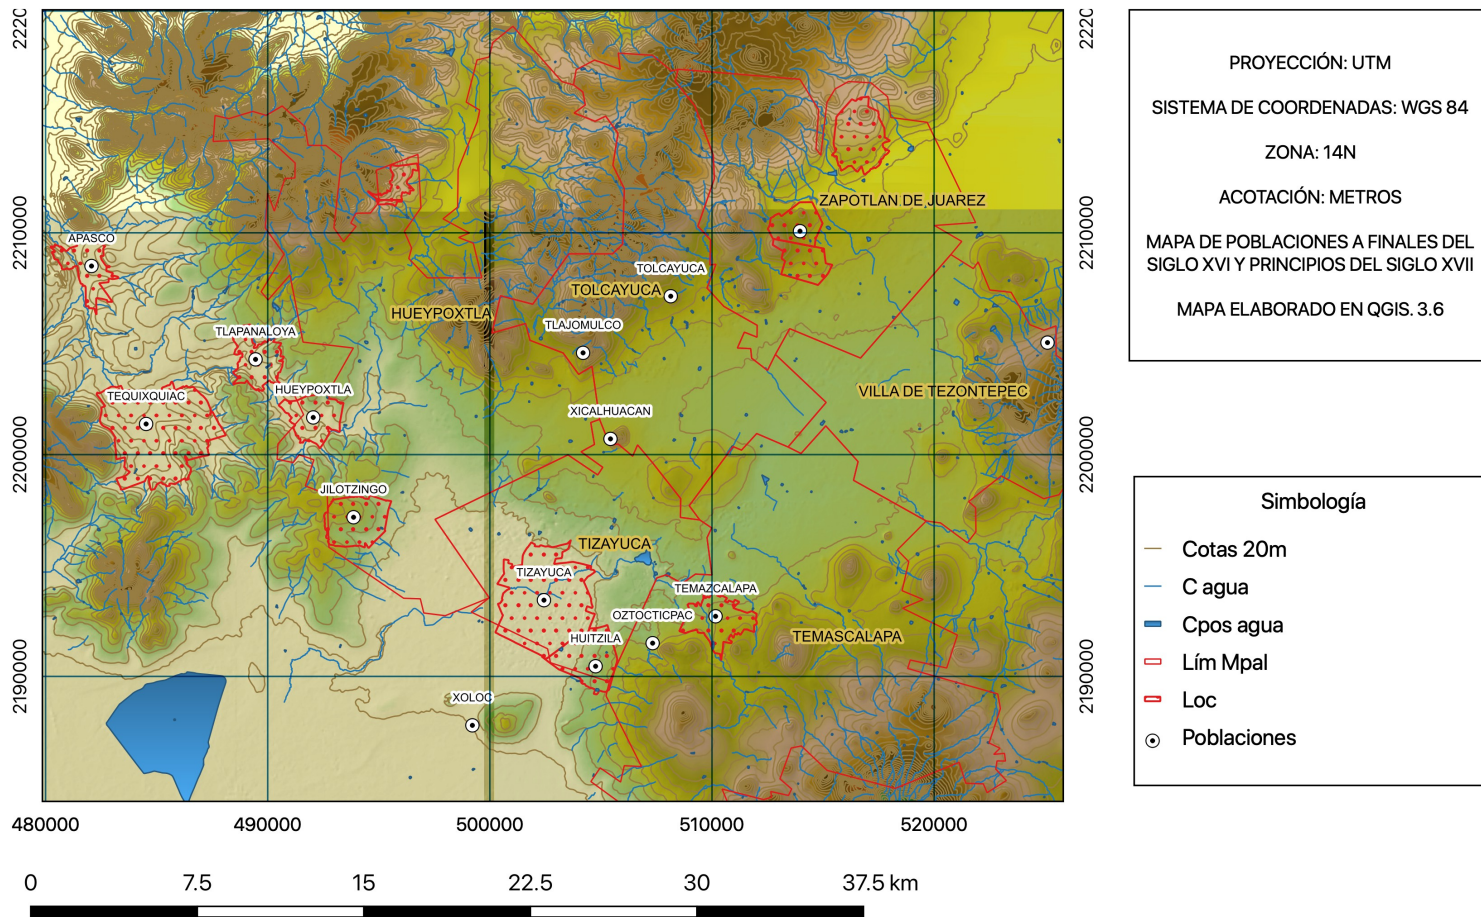 PROYECCIÓN: UTM
SISTEMA DE COORDENADAS: WGS 84
ZONA: 14N
ACOTACIÓN: METROS
MAPA DE POBLACIONES A FINALES DEL
SIGLO XVI Y PRINCIPIOS DEL SIGLO XVII
MAPA ELABORADO EN QGIS. 3.6
Simbología
Cotas 20m
C agua
Cpos agua
Lím Mpal
Loc
Poblaciones
ZAPOTLAN DE JUAREZ
2210000
2210000
APASCO
TOLCAYUCA
TOLCAYUCA
HUEYPOXTLA
TLAJOMULCO
TLAPANALOYA
HUEYPOXTLA
VILLA DE TEZONTEPEC
TEQUIXQUIAC
XICALHUACAN
2200000
2200000
JILOTZINGO
TIZAYUCA
TIZAYUCA
TEMAZCALAPA
OZTOCTICPAC
HUITZILA
TEMASCALAPA
2190000
2190000
XOLOC
480000
490000
500000
510000
520000
0
7.5
15
22.5
30
37.5 km